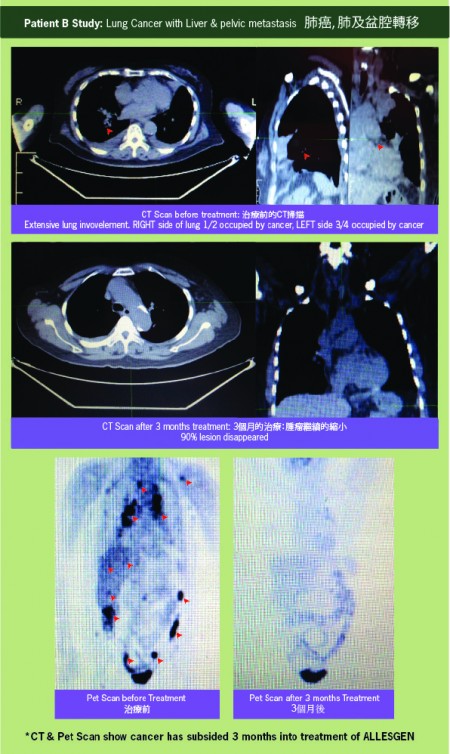 Patient B Study: Lung Cancer with Liver & pelvic metastasis 肺癌, 肺及盆腔轉移
R
L
CT Scan before treatment: 治療前的CT掃描
Extensive lung invovelement. RIGHT side of lung 1/2 occupied by cancer, LEFT side 3/4 occupied by cancer
CT Scan after 3 months treatment: 3個月的治療:腫瘤繼續的縮小
90% lesion disappeared
Pet Scan before Treatment
治療前
Pet Scan after 3 months Treatment
3個月後
*CT & Pet Scan show cancer has subsided 3 months into treatment of ALLESGEN